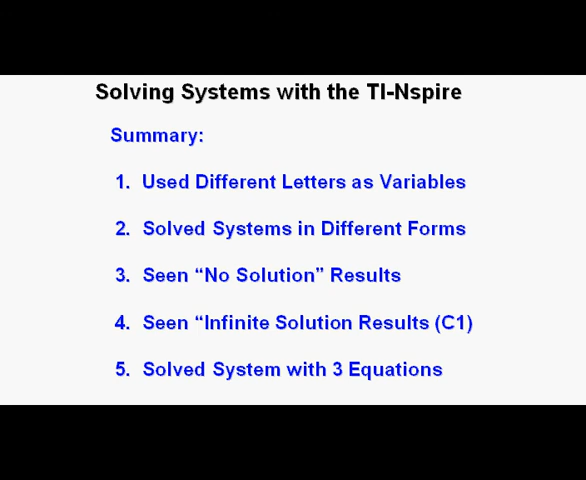 Solving Systems with the TI-Nspire
Summary:
1. Used Different Letters as Variables
2. Solved Systems in Different Forms
3. Seen “No Solution” Results
4. Seen “Infinite Solution Results (C1)
5. Solved System with 3 Equations